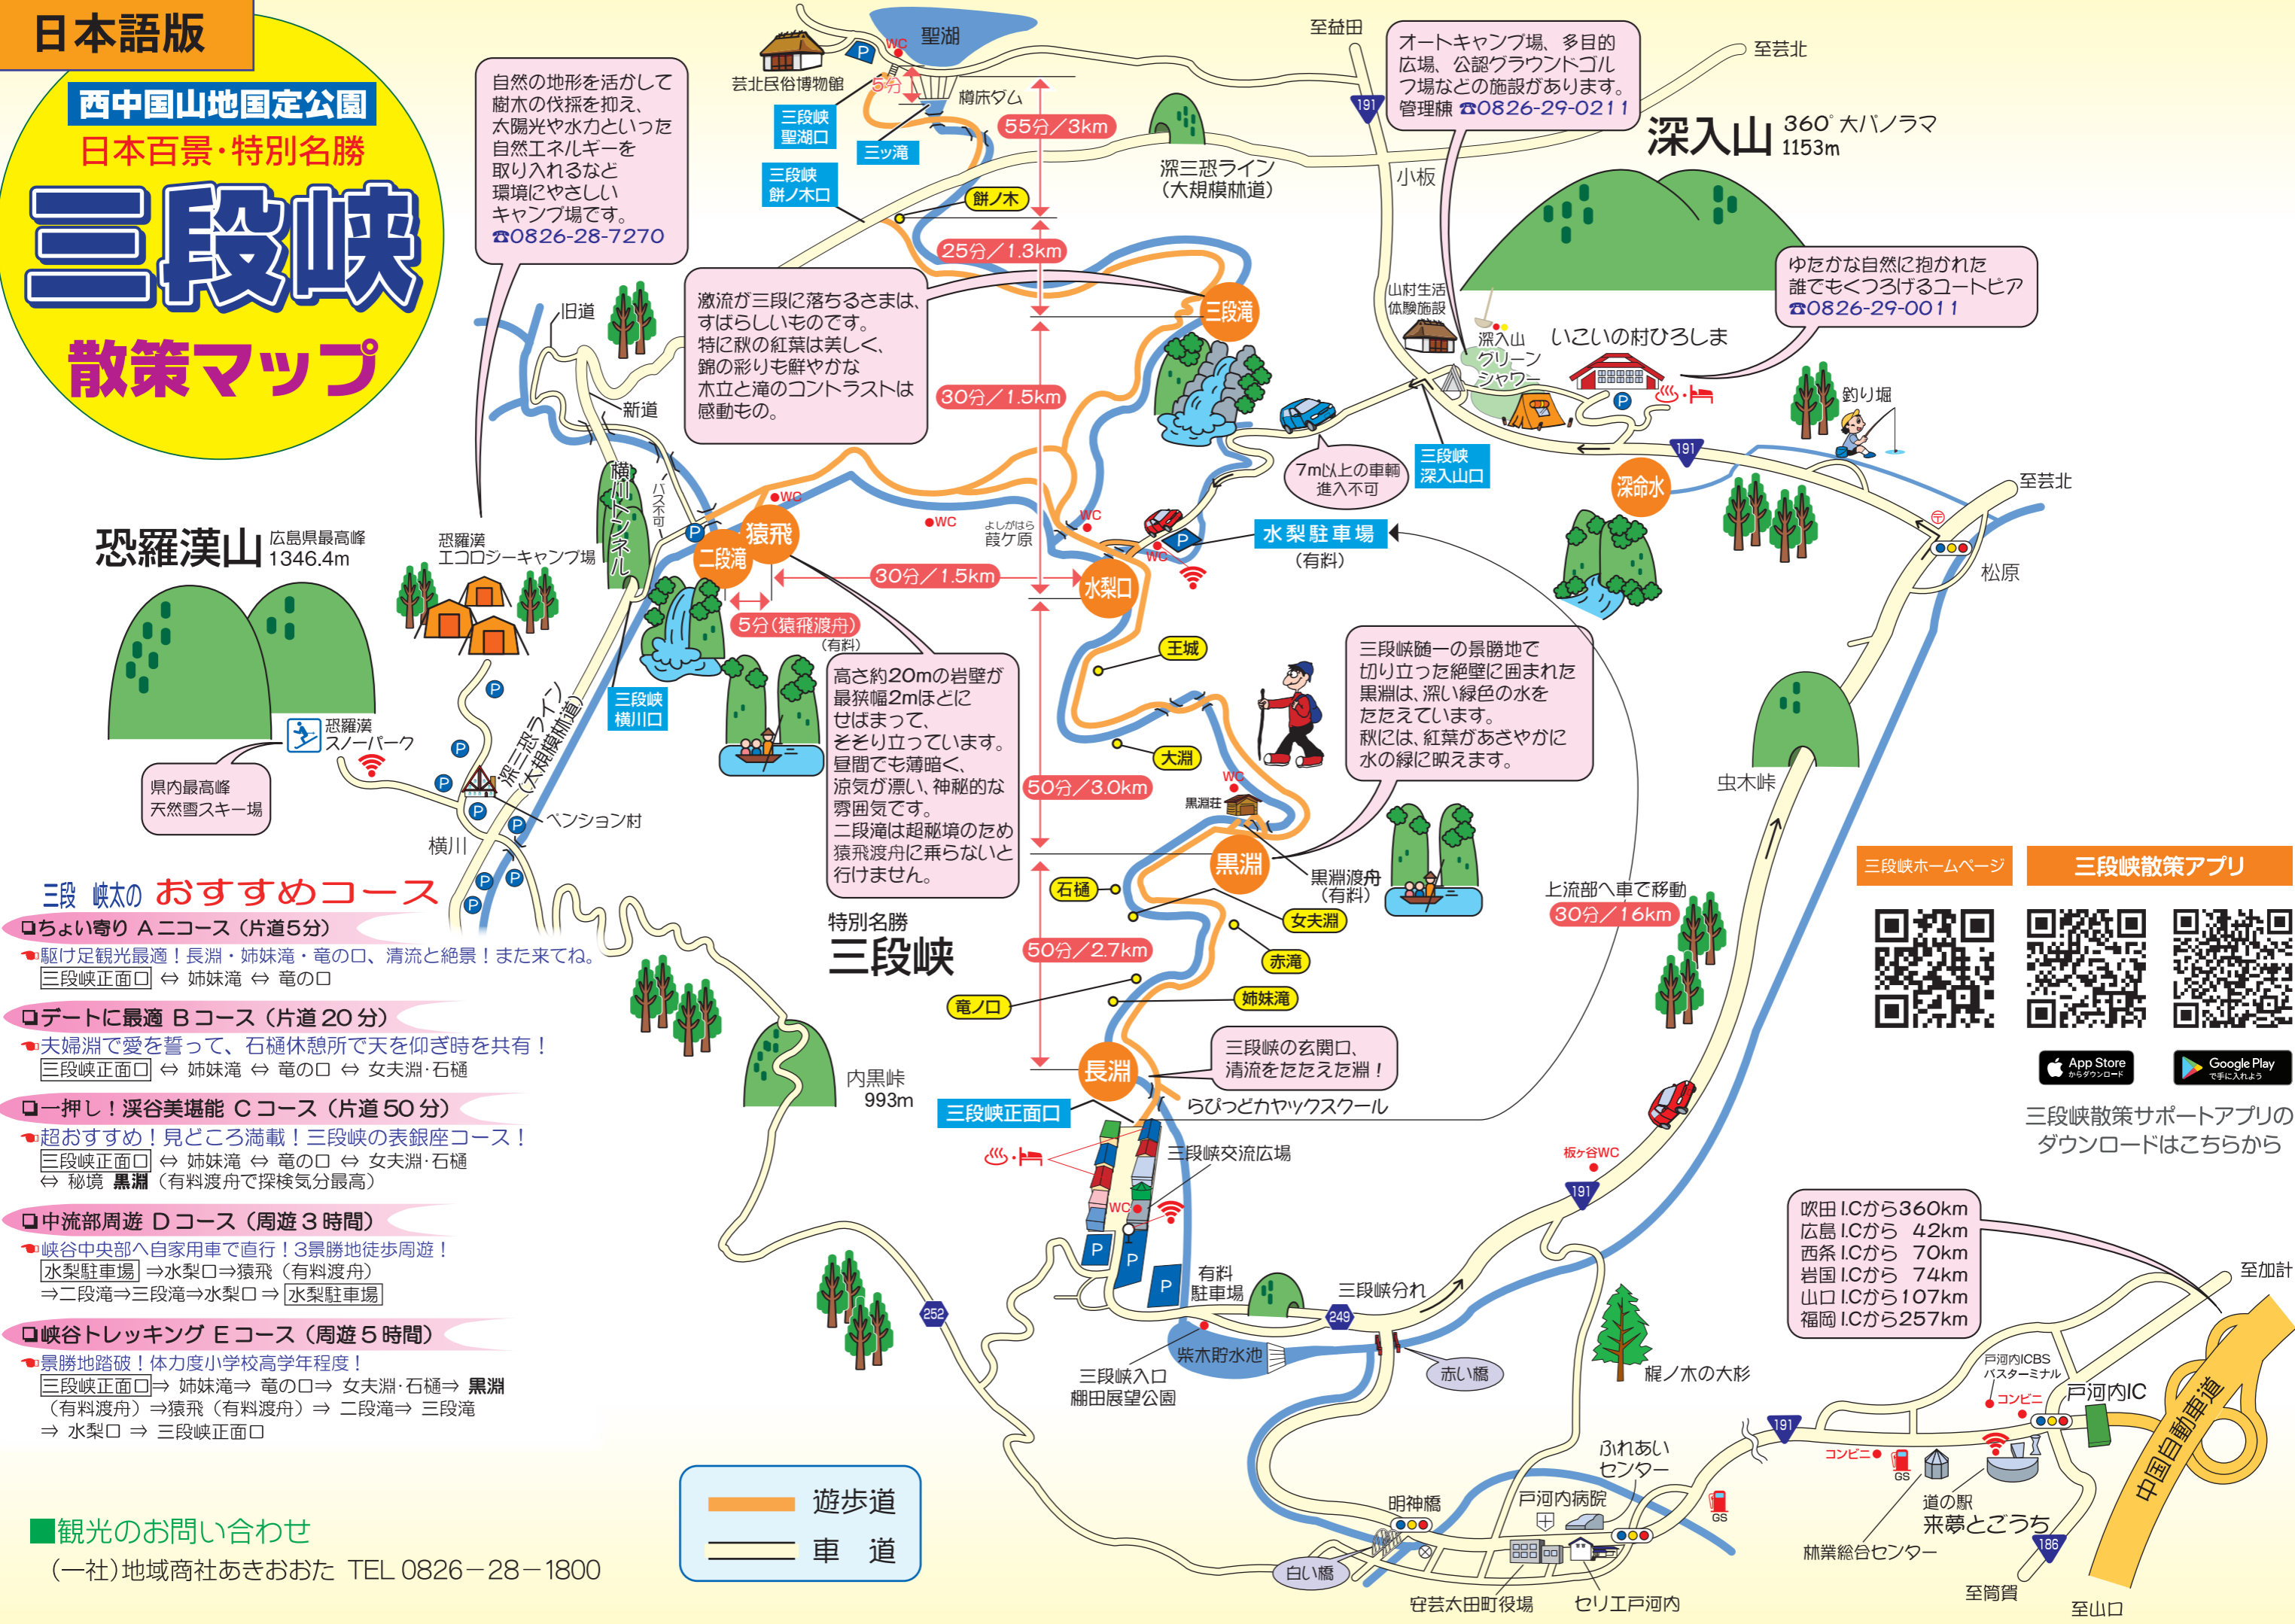 日本語版
西中国山地国定公園
日本百景・特別名勝
三段峡
散策マップ
自然の地形を活かして
樹木の伐採を抑え、
太陽光や水力といった
自然エネルギーを
取り入れるなど
環境にやさしい
キャンプ場です。
☎0826-28-7270
芸北民俗博物館
P
WC
聖湖
5分
樽床ダム
三段峡
聖湖口
三ッ滝
三段峡
餅ノ木口
餅ノ木
55分／3km
25分／1.3km
30分／1.5km
深三恐ライン
（大規模林道）
至益田
191
小板
至芸北
オートキャンプ場、多目的
広場、公認グラウンドゴル
フ場などの施設があります。
管理棟 ☎0826-29-0211
深入山
360°大パノラマ
1153m
ゆたかな自然に抱かれた
誰でもくつろげるユートピア
☎0826-29-0011
山村生活
体験施設
深入山
グリーン
シャワー
いこいの村ひろしま
P
釣り堀
191
至芸北
三段峡
深入山口
深命水
松原
7m以上の車輌
進入不可
激流が三段に落ちるさまは、
すばらしいものです。
特に秋の紅葉は美しく、
錦の彩りも鮮やかな
木立と滝のコントラストは
感動もの。
三段滝
旧道
新道
横川トンネル
バス不可
P
WC
猿飛
二段滝
WC
よしがはら
葭ケ原
WC
WC
P
水梨駐車場
（有料）
水梨口
30分／1.5km
5分（猿飛渡舟）
（有料）
恐羅漢山
広島県最高峰
1346.4m
恐羅漢
エコロジーキャンプ場
三段峡
横川口
恐羅漢
スノーパーク
県内最高峰
天然雪スキー場
深三恐ライン
（大規模林道）
P
P
P
P
P
ペンション村
横川
P
P
P
高さ約20mの岩壁が
最狭幅2mほどに
せばまって、
そそり立っています。
昼間でも薄暗く、
涼気が漂い、神秘的な
雰囲気です。
二段滝は超秘境のため
猿飛渡舟に乗らないと
行けません。
王城
大淵
三段峡随一の景勝地で
切り立った絶壁に囲まれた
黒淵は、深い緑色の水を
たたえています。
秋には、紅葉があざやかに
水の緑に映えます。
50分／3.0km
WC
黒淵荘
黒淵
黒淵渡舟
（有料）
石樋
女夫淵
赤滝
50分／2.7km
竜ノ口
姉妹滝
特別名勝
三段峡
長淵
三段峡の玄関口、
清流をたたえた淵！
三段峡正面口
らぴっどカヤックスクール
三段峡交流広場
WC
P
P
P
有料
駐車場
内黒峠
993m
252
249
三段峡分れ
柴木貯水池
三段峡入口
棚田展望公園
赤い橋
虫木峠
上流部へ車で移動
30分／16km
板ヶ谷WC
191
梶ノ木の大杉
三段峡ホームページ
三段峡散策アプリ
App Store
からダウンロード
Google Play
で手に入れよう
三段峡散策サポートアプリの
ダウンロードはこちらから
吹田 I.Cから360km
広島 I.Cから 42km
西条 I.Cから 70km
岩国 I.Cから 74km
山口 I.Cから107km
福岡 I.Cから257km
至加計
戸河内ICBS
バスターミナル
コンビニ
戸河内IC
中国自動車道
191
コンビニ
GS
道の駅
来夢とごうち
林業総合センター
186
至筒賀
至山口
ふれあい
センター
戸河内病院
明神橋
GS
白い橋
安芸太田町役場
セリエ戸河内
三段 峡太の おすすめコース
❑ちょい寄り A ニコース（片道5分）
駆け足観光最適！長淵・姉妹滝・竜の口、清流と絶景！また来てね。
三段峡正面口 ⇔ 姉妹滝 ⇔ 竜の口
❑デートに最適 B コース（片道 20 分）
夫婦淵で愛を誓って、石樋休憩所で天を仰ぎ時を共有！
三段峡正面口 ⇔ 姉妹滝 ⇔ 竜の口 ⇔ 女夫淵・石樋
❑一押し！渓谷美堪能 C コース（片道 50 分）
超おすすめ！見どころ満載！三段峡の表銀座コース！
三段峡正面口 ⇔ 姉妹滝 ⇔ 竜の口 ⇔ 女夫淵・石樋
⇔ 秘境 黒淵（有料渡舟で探検気分最高）
❑中流部周遊 D コース（周遊 3 時間）
峡谷中央部へ自家用車で直行！3景勝地徒歩周遊！
水梨駐車場 ⇒水梨口⇒猿飛（有料渡舟）
⇒二段滝⇒三段滝⇒水梨口 ⇒ 水梨駐車場
❑峡谷トレッキング E コース（周遊 5 時間）
景勝地踏破！体力度小学校高学年程度！
三段峡正面口⇒ 姉妹滝⇒ 竜の口⇒ 女夫淵・石樋⇒ 黒淵
（有料渡舟）⇒猿飛（有料渡舟）⇒ 二段滝⇒ 三段滝
⇒ 水梨口 ⇒ 三段峡正面口
■観光のお問い合わせ
（一社）地域商社あきおおた TEL 0826－28－1800
遊歩道
車 道